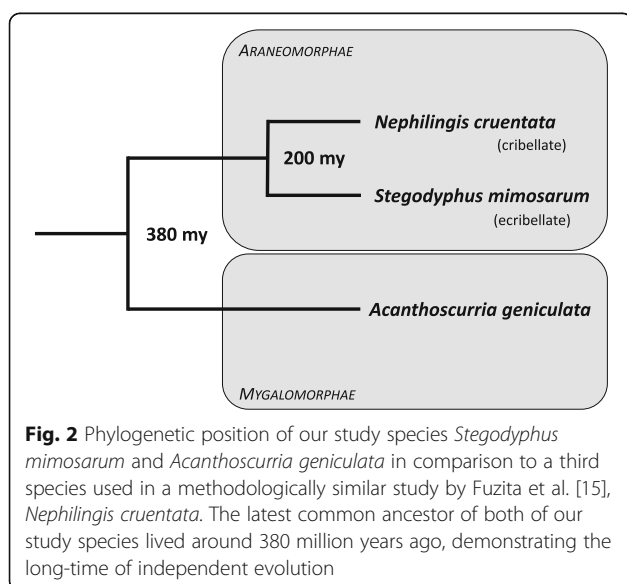 ARANEOMORPHAE
Nephilingis cruentata
(cribellate)
200 my
Stegodyphus mimosarum
(ecribellate)
380 my
Acanthoscurria geniculata
MYGALOMORPHAE
Fig. 2 Phylogenetic position of our study species Stegodyphus
mimosarum and Acanthoscurria geniculata in comparison to a third
species used in a methodologically similar study by Fuzita et al. [15],
Nephilingis cruentata. The latest common ancestor of both of our
study species lived around 380 million years ago, demonstrating the
long-time of independent evolution